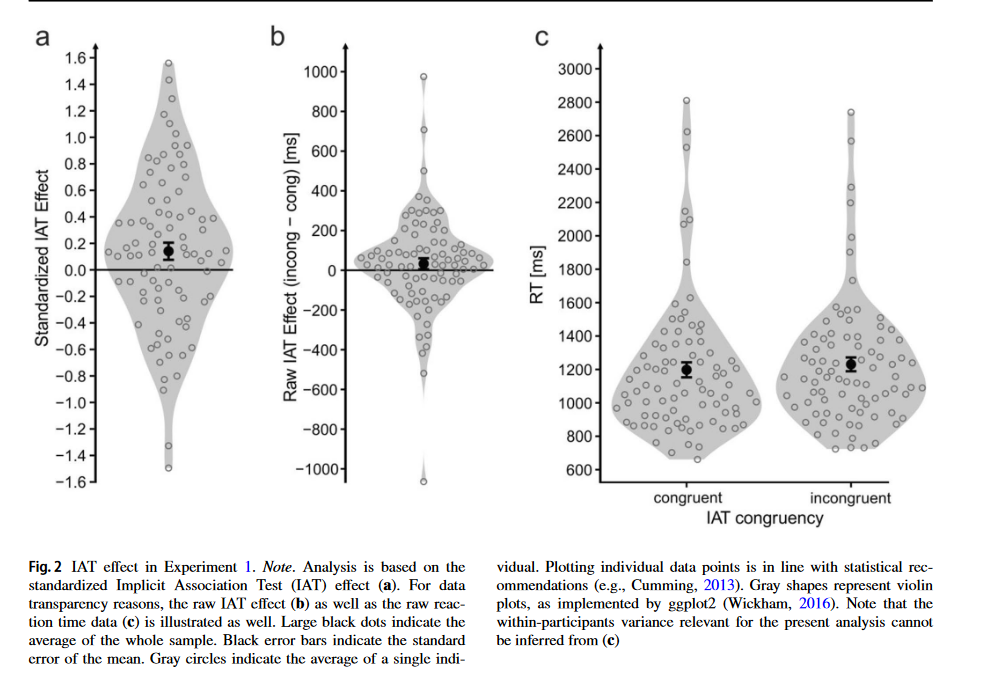 a
Standardized IAT Effect
1.6
1.4
1.2
1.0
0.8
0.6
0.4
0.2
0.0
−0.2
−0.4
−0.6
−0.8
−1.0
−1.2
−1.4
−1.6
b
Raw IAT Effect (incong − cong) [ms]
1000
800
600
400
200
0
−200
−400
−600
−800
−1000
c
RT [ms]
3000
2800
2600
2400
2200
2000
1800
1600
1400
1200
1000
800
600
congruent
incongruent
IAT congruency
Fig. 2 IAT effect in Experiment 1. Note. Analysis is based on the
standardized Implicit Association Test (IAT) effect (a). For data
transparency reasons, the raw IAT effect (b) as well as the raw reac-
tion time data (c) is illustrated as well. Large black dots indicate the
average of the whole sample. Black error bars indicate the standard
error of the mean. Gray circles indicate the average of a single indi-
vidual. Plotting individual data points is in line with statistical rec-
ommendations (e.g., Cumming, 2013). Gray shapes represent violin
plots, as implemented by ggplot2 (Wickham, 2016). Note that the
within-participants variance relevant for the present analysis cannot
be inferred from (c)